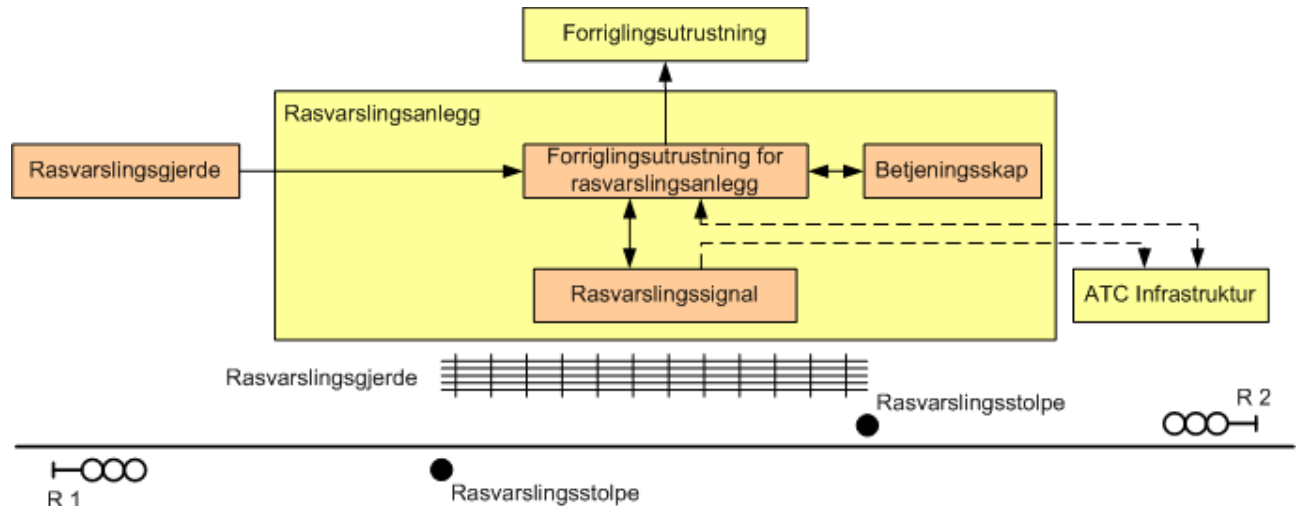 Forriglingsutrustning
Rasvarslingsanlegg
Rasvarslingsgjerde
Forriglingsutrustning for
rasvarslingsanlegg
Betjeningsskap
Rasvarslingssignal
ATC Infrastruktur
Rasvarslingsgjerde
Rasvarslingsstolpe
R 2
R 1
Rasvarslingsstolpe